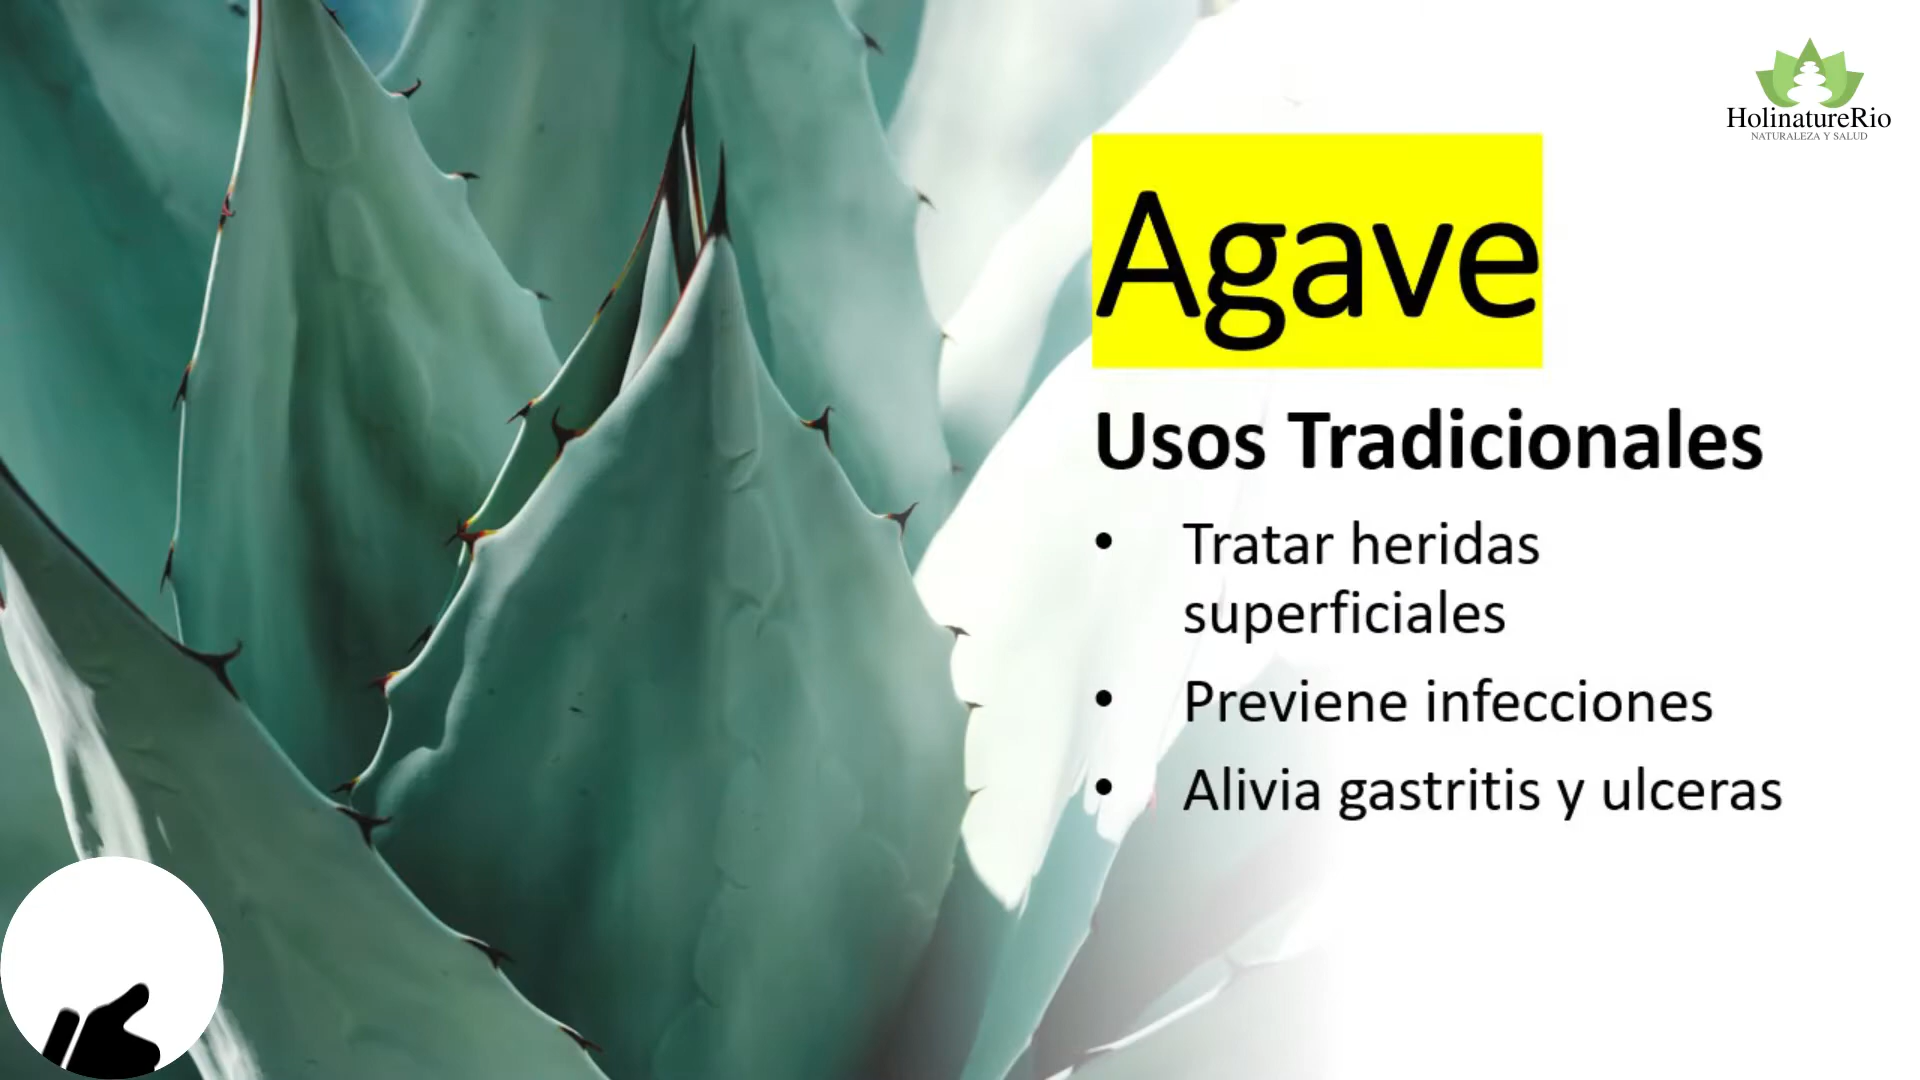 HolinatureRio
NATURALEZA Y SALUD
Agave
Usos Tradicionales
• Tratar heridas
superficiales
• Previene infecciones
• Alivia gastritis y ulceras